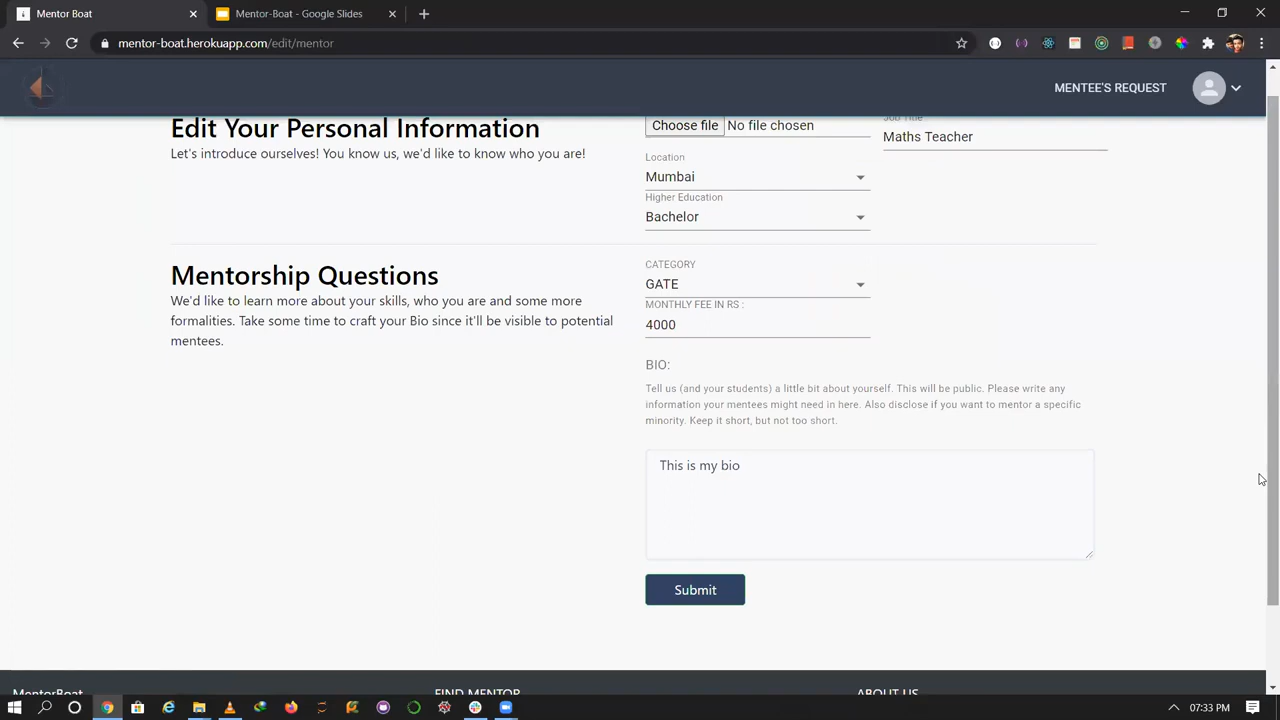 Mentor Boat
Mentor-Boat - Google Slides
mentor-boat.herokuapp.com/edit/mentor
MENTEE'S REQUEST
Edit Your Personal Information
Let's introduce ourselves! You know us, we'd like to know who you are!
Choose file No file chosen
Job Title
Maths Teacher
Location
Mumbai
Higher Education
Bachelor
Mentorship Questions
We'd like to learn more about your skills, who you are and some more
formalities. Take some time to craft your Bio since it'll be visible to potential
mentees.
CATEGORY
GATE
MONTHLY FEE IN RS :
4000
BIO:
Tell us (and your students) a little bit about yourself. This will be public. Please write any
information your mentees might need in here. Also disclose if you want to mentor a specific
minority. Keep it short, but not too short.
This is my bio
Submit
MentorBoat
FIND MENTOR
ABOUT US
07:33 PM